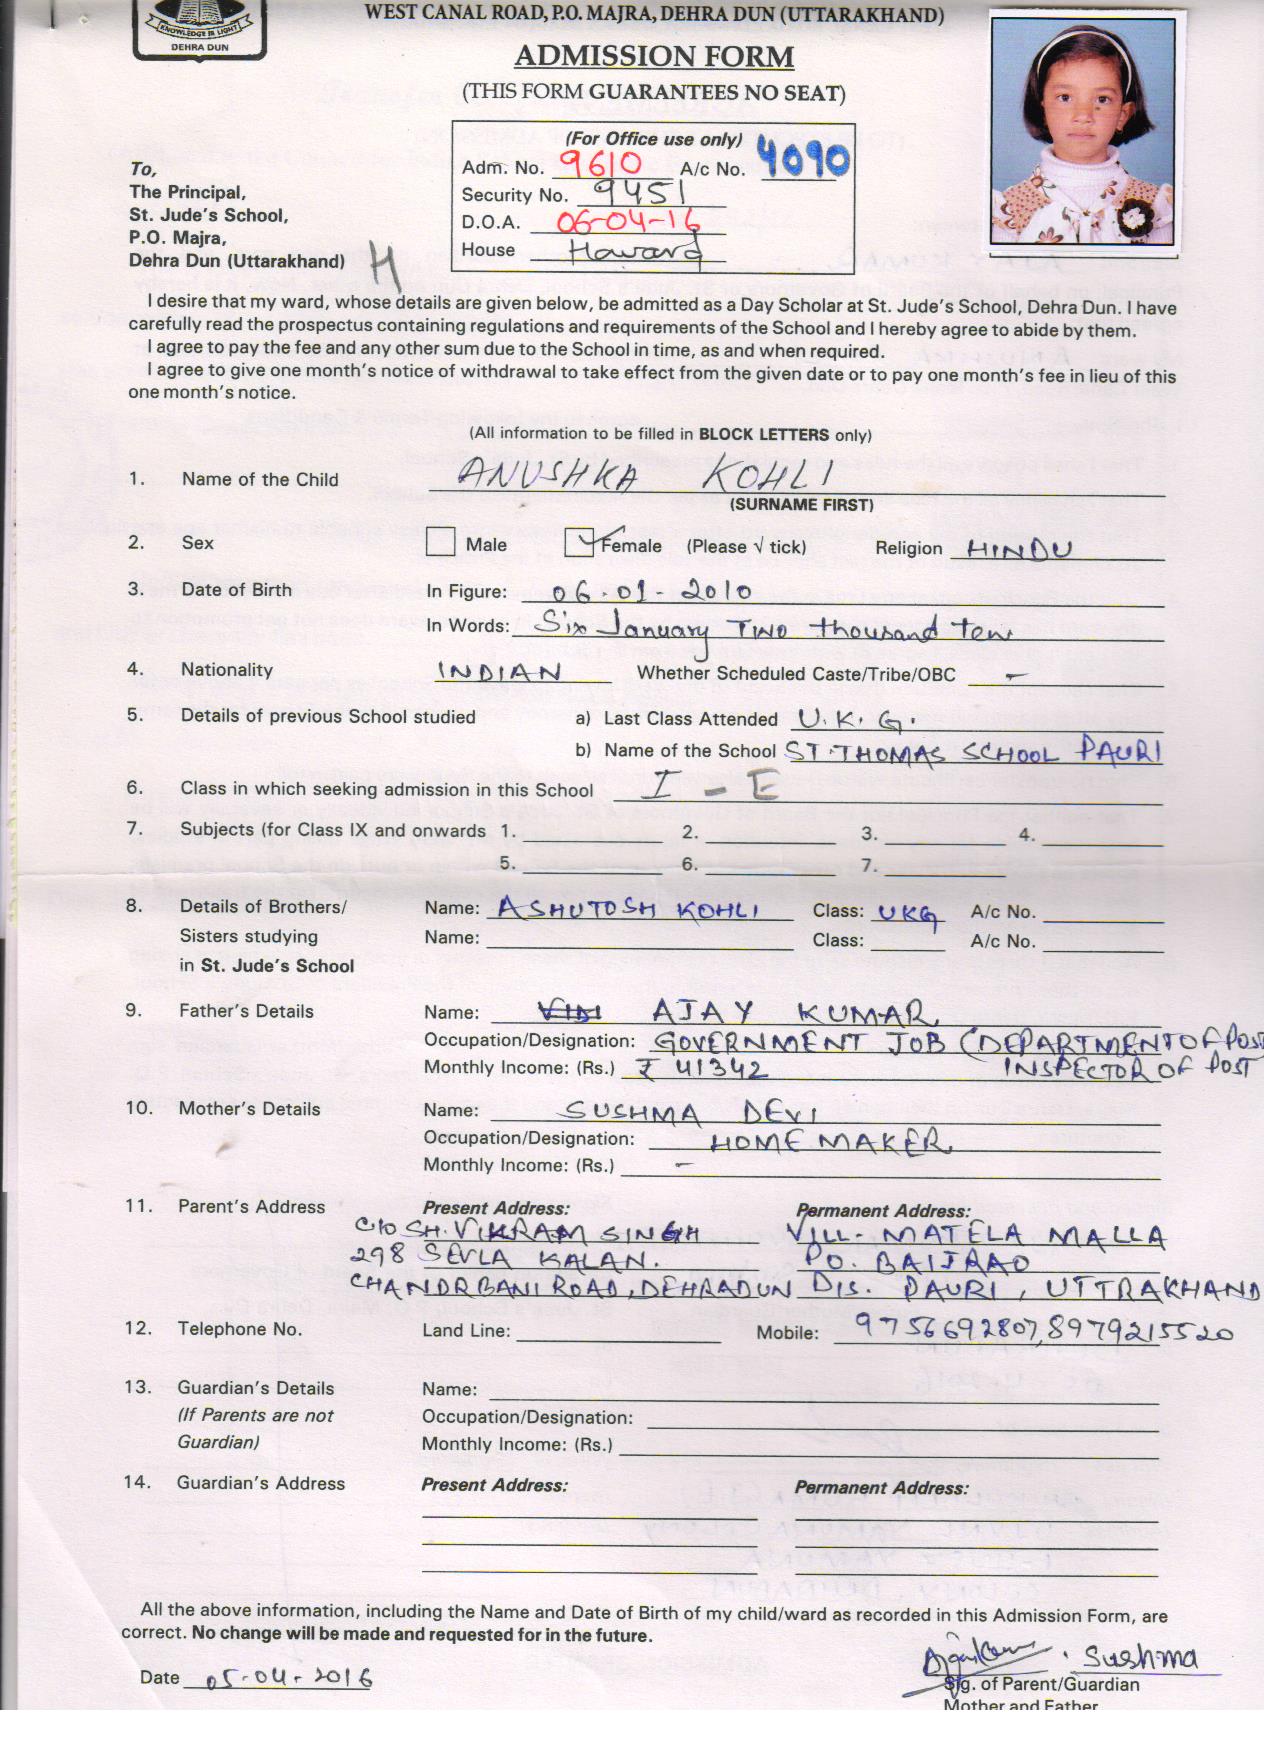 KNOWLEDGE IS LIGHT
DEHRA DUN
WEST CANAL ROAD, P.O. MAJRA, DEHRA DUN (UTTARAKHAND)
ADMISSION FORM
(THIS FORM GUARANTEES NO SEAT)
(For Office use only)
Adm. No. 9610 A/c No. 4090
Security No. 9451
D.O.A. 06-04-16
House Howard
To,
The Principal,
St. Jude's School,
P.O. Majra,
Dehra Dun (Uttarakhand) H
I desire that my ward, whose details are given below, be admitted as a Day Scholar at St. Jude's School, Dehra Dun. I have
carefully read the prospectus containing regulations and requirements of the School and I hereby agree to abide by them.
I agree to pay the fee and any other sum due to the School in time, as and when required.
I agree to give one month's notice of withdrawal to take effect from the given date or to pay one month's fee in lieu of this
one month's notice.
(All information to be filled in BLOCK LETTERS only)
1. Name of the Child ANUSHKA KOHLI
(SURNAME FIRST)
2. Sex Male Female (Please √ tick) Religion HINDU
3. Date of Birth In Figure: 06-01-2010
In Words: Six January TWO thousand ten
4. Nationality INDIAN Whether Scheduled Caste/Tribe/OBC -
5. Details of previous School studied a) Last Class Attended U.K.G.
b) Name of the School ST.THOMAS SCHOOL PAURI
6. Class in which seeking admission in this School I - E
7. Subjects (for Class IX and onwards 1. 2. 3. 4.
5. 6. 7.
8. Details of Brothers/ Name: ASHUTOSH KOHLI Class: UKG A/c No.
Sisters studying Name: Class: A/c No.
in St. Jude's School
9. Father's Details Name: AJAY KUMAR
Occupation/Designation: GOVERNMENT JOB (DEPARTMENT OF POST
Monthly Income: (Rs.) ₹ 41342 INSPECTOR OF POST
10. Mother's Details Name: SUSHMA DEVI
Occupation/Designation: HOME MAKER
Monthly Income: (Rs.) -
11. Parent's Address Present Address: Permanent Address:
C/O SH. VIKRAM SINGH VILL- MATELA MALLA
298 SEVLA KALAN. PO. BAIJRAO
CHANDRBANI ROAD, DEHRADUN DIS. PAURI, UTTRAKHAND
12. Telephone No. Land Line: Mobile: 9756692807, 8979215520
13. Guardian's Details Name:
(If Parents are not Occupation/Designation:
Guardian) Monthly Income: (Rs.)
14. Guardian's Address Present Address: Permanent Address:
All the above information, including the Name and Date of Birth of my child/ward as recorded in this Admission Form, are
correct. No change will be made and requested for in the future.
Date 05-04-2016 Sushma
Sig. of Parent/Guardian
Mother and Father